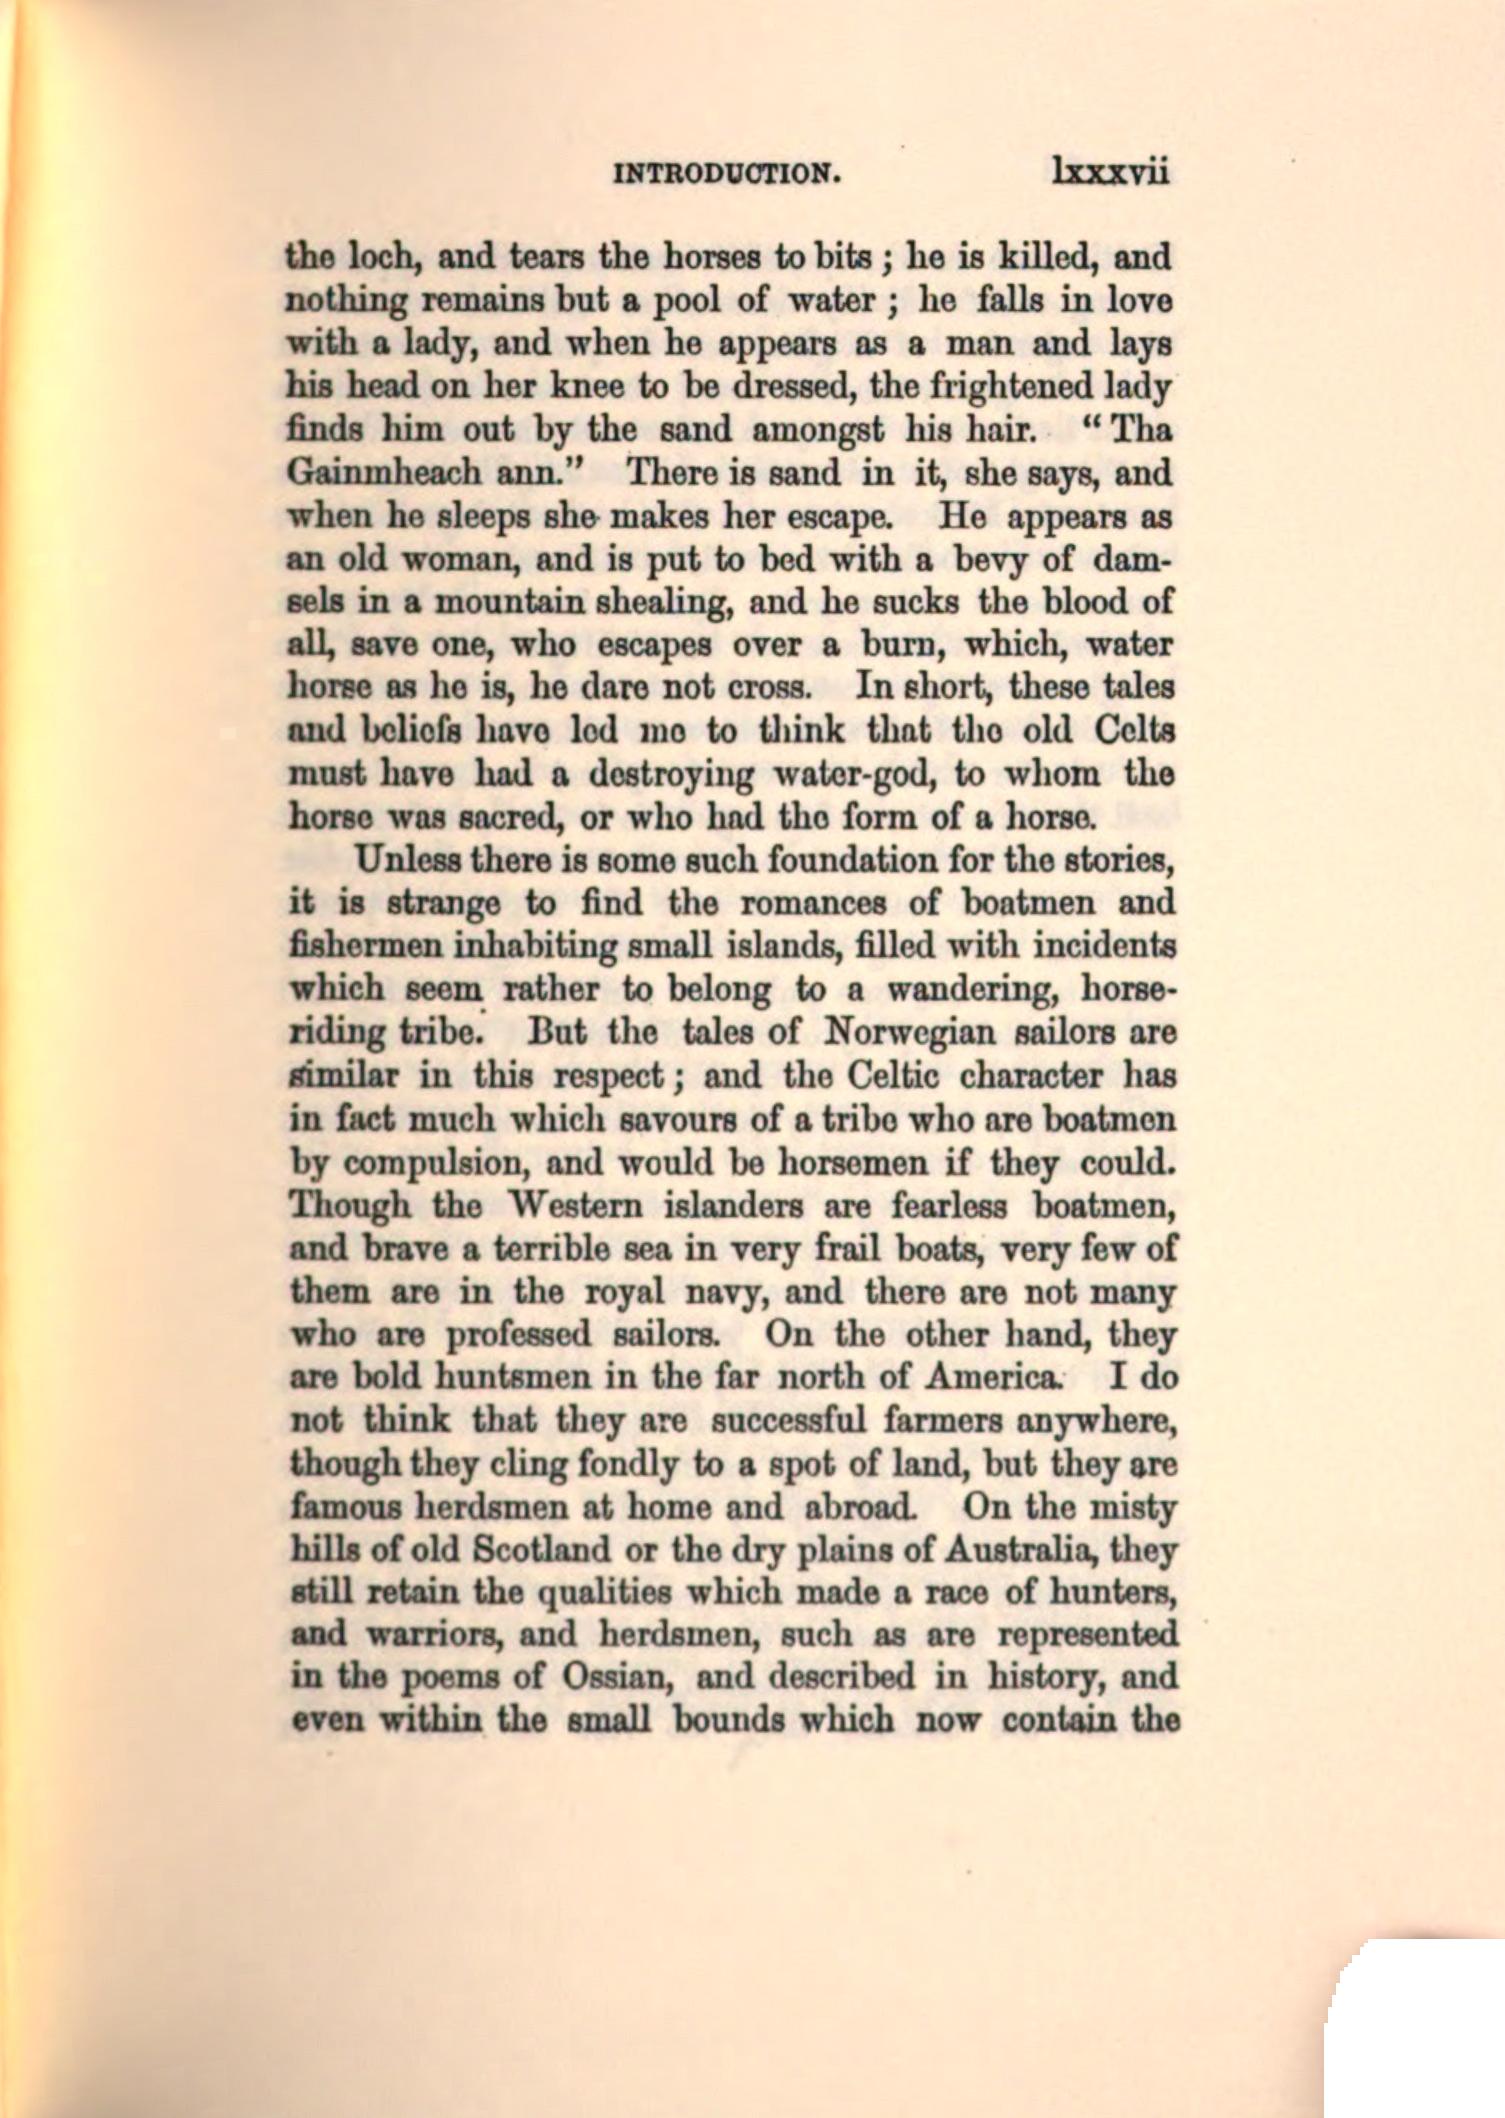 INTRODUCTION. lxxxvii
the loch, and tears the horses to bits ; he is killed, and
nothing remains but a pool of water ; he falls in love
with a lady, and when he appears as a man and lays
his head on her knee to be dressed, the frightened lady
finds him out by the sand amongst his hair. “ Tha
Gainmheach ann.” There is sand in it, she says, and
when he sleeps she makes her escape. He appears as
an old woman, and is put to bed with a bevy of dam-
sels in a mountain shealing, and he sucks the blood of
all, save one, who escapes over a burn, which, water
horse as he is, he dare not cross. In short, these tales
and beliefs have led me to think that the old Celts
must have had a destroying water-god, to whom the
horse was sacred, or who had the form of a horse.
Unless there is some such foundation for the stories,
it is strange to find the romances of boatmen and
fishermen inhabiting small islands, filled with incidents
which seem rather to belong to a wandering, horse-
riding tribe. But the tales of Norwegian sailors are
similar in this respect ; and the Celtic character has
in fact much which savours of a tribe who are boatmen
by compulsion, and would be horsemen if they could.
Though the Western islanders are fearless boatmen,
and brave a terrible sea in very frail boats, very few of
them are in the royal navy, and there are not many
who are professed sailors. On the other hand, they
are bold huntsmen in the far north of America. I do
not think that they are successful farmers anywhere,
though they cling fondly to a spot of land, but they are
famous herdsmen at home and abroad. On the misty
hills of old Scotland or the dry plains of Australia, they
still retain the qualities which made a race of hunters,
and warriors, and herdsmen, such as are represented
in the poems of Ossian, and described in history, and
even within the small bounds which now contain the